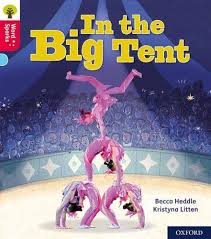 Word
Sparks
In the
Big Tent
Becca Heddle
Kristyna Litten
OXFORD